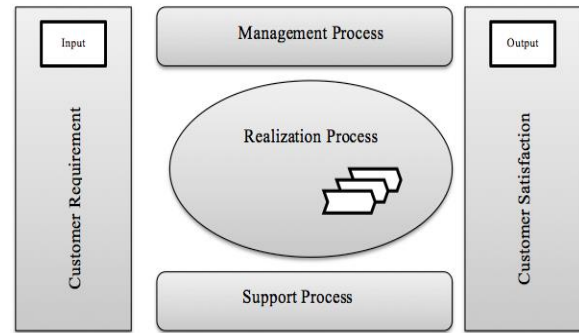 Input
Customer Requirement
Management Process
Realization Process
Support Process
Output
Customer Satisfaction